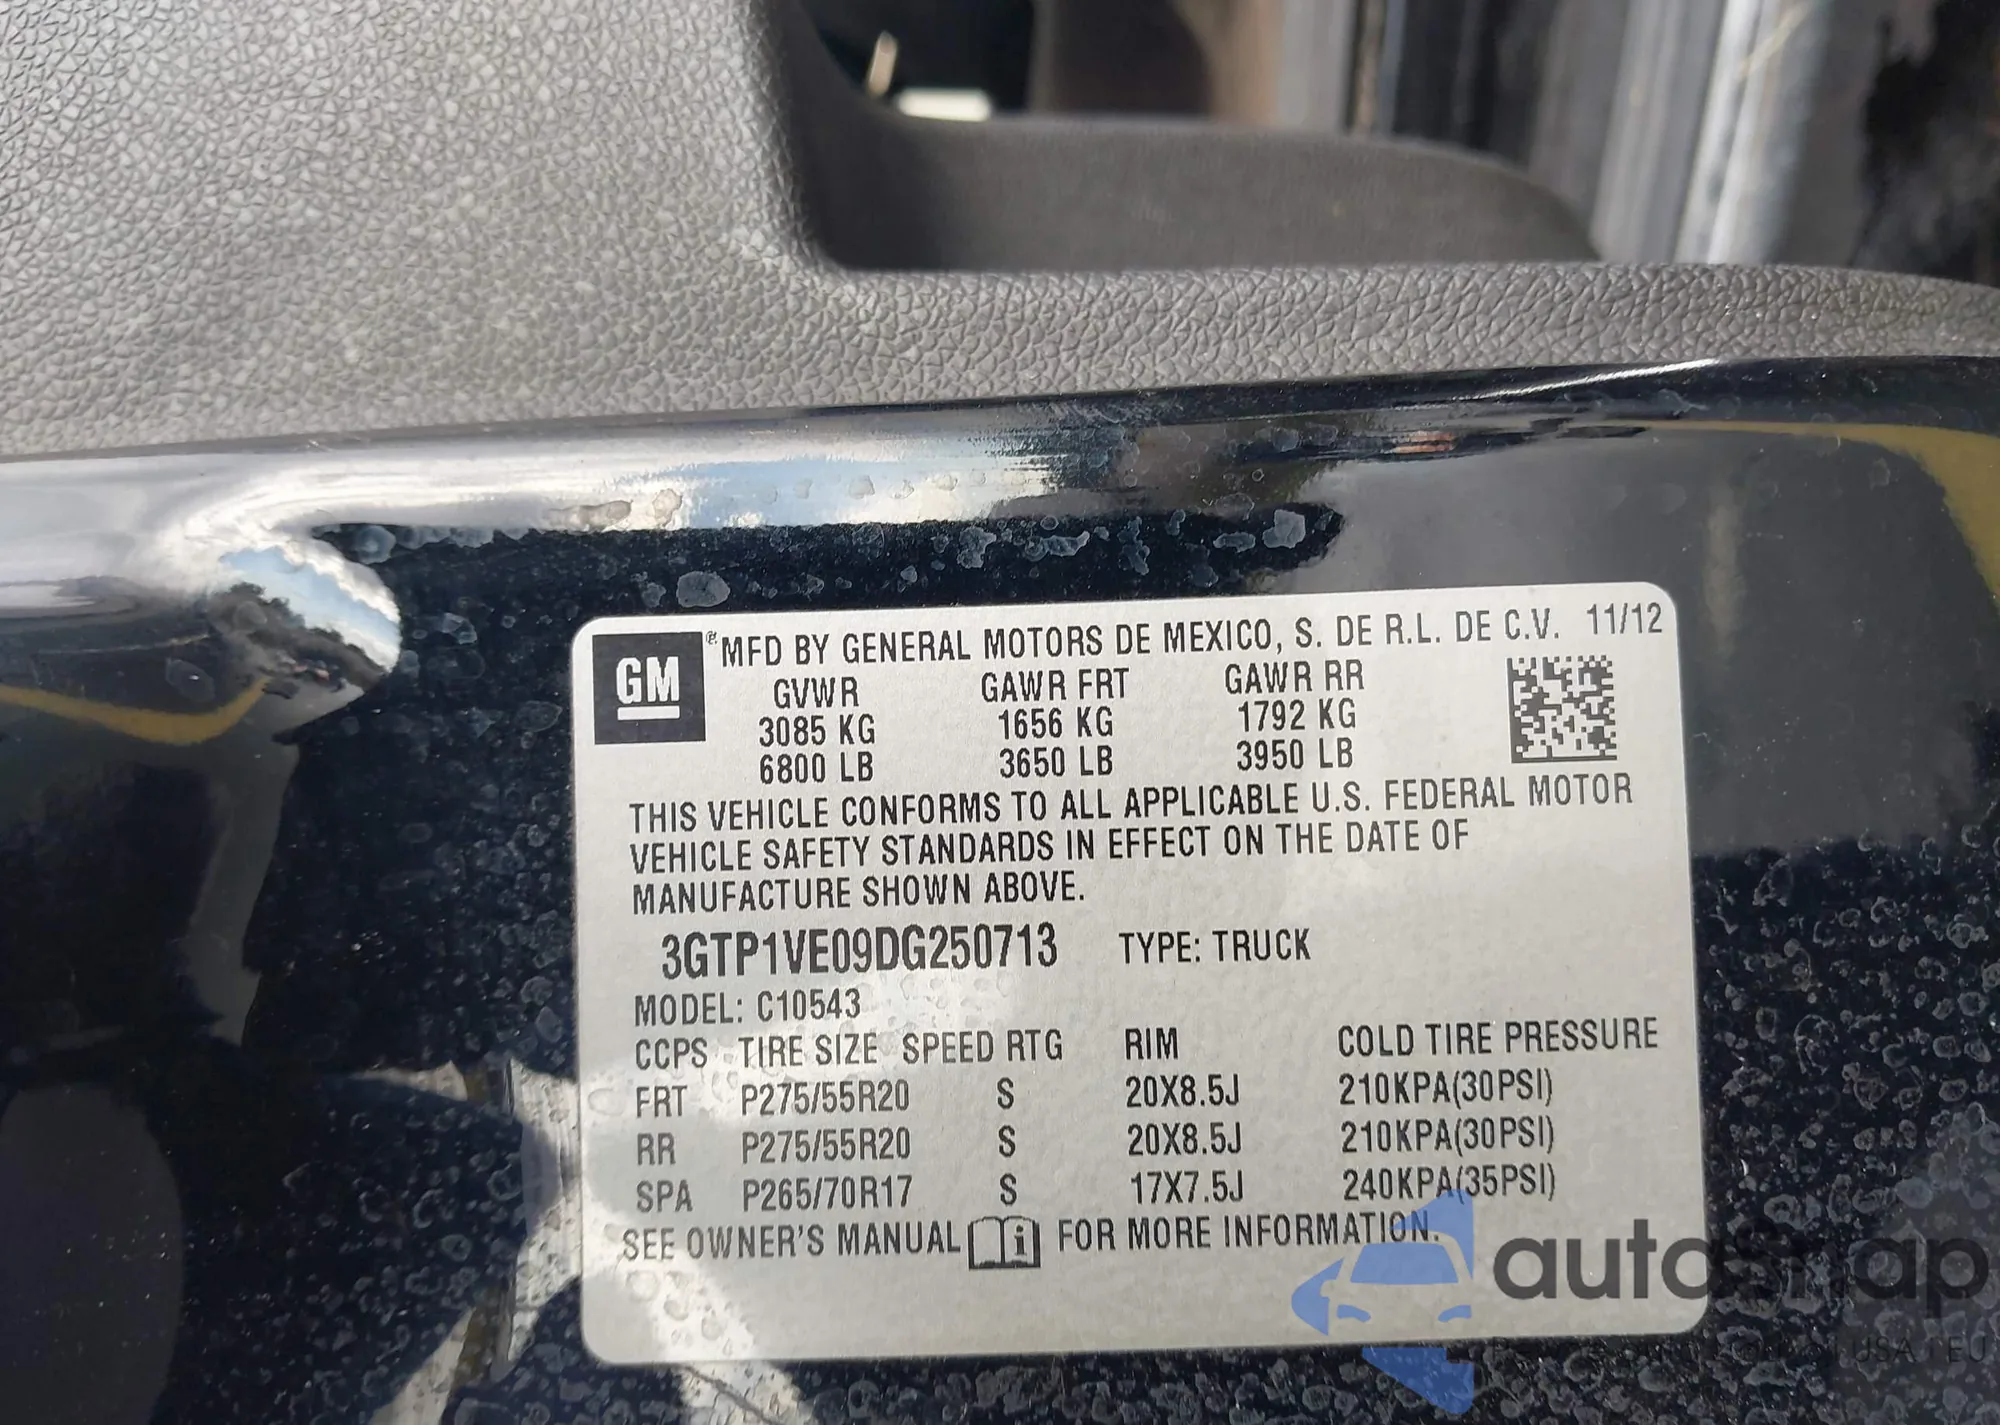 GM
®MFD BY GENERAL MOTORS DE MEXICO, S. DE R.L. DE C.V. 11/12
GVWR GAWR FRT GAWR RR
3085 KG 1656 KG 1792 KG
6800 LB 3650 LB 3950 LB
THIS VEHICLE CONFORMS TO ALL APPLICABLE U.S. FEDERAL MOTOR
VEHICLE SAFETY STANDARDS IN EFFECT ON THE DATE OF
MANUFACTURE SHOWN ABOVE.
3GTP1VE09DG250713 TYPE: TRUCK
MODEL: C10543
CCPS TIRE SIZE SPEED RTG RIM COLD TIRE PRESSURE
FRT P275/55R20 S 20X8.5J 210KPA(30PSI)
RR P275/55R20 S 20X8.5J 210KPA(30PSI)
SPA P265/70R17 S 17X7.5J 240KPA(35PSI)
SEE OWNER'S MANUAL i FOR MORE INFORMATION.
autosnap
USA EU